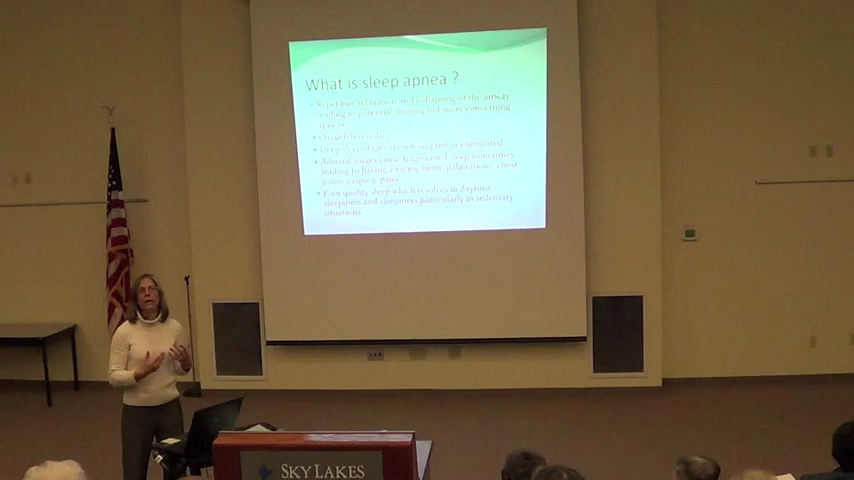 What is sleep apnea ?
Repetitive relaxation and collapsing of the airway
leading to potential snoring but more concerning
apneas
Oxygen levels drop
Deep sleep stages are interrupted or eliminated
Adrenal surges cause fragmented sleep sometimes
leading to having a racing heart, palpitations, chest
pain, gasping, panic
Poor quality sleep which resolves in daytime
sleepiness and sleepiness particularly in sedentary
situations
SKY LAKES